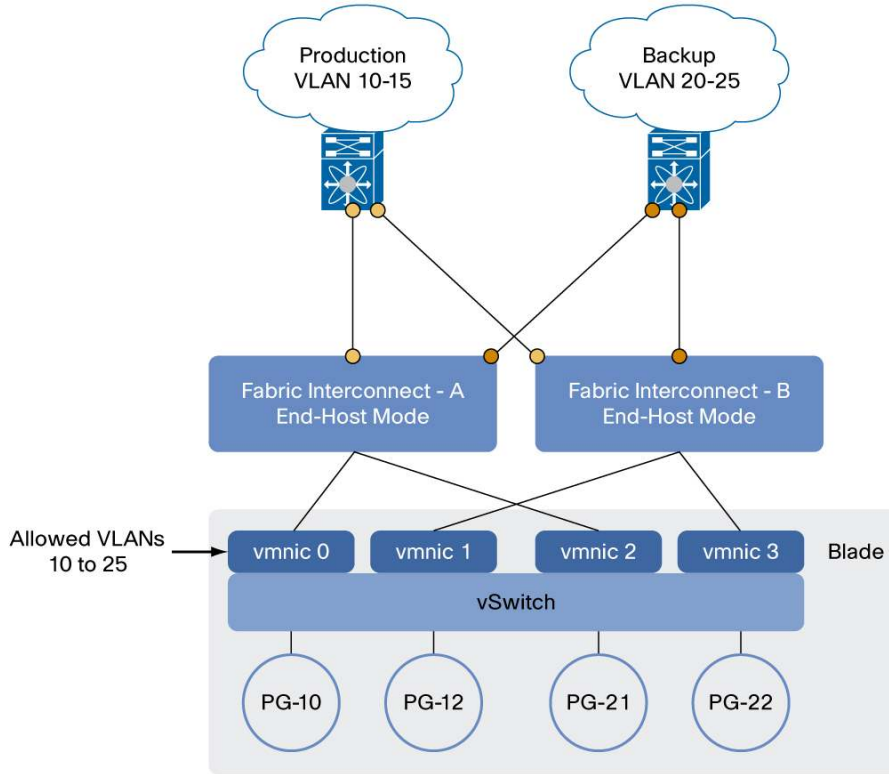 Production
VLAN 10-15
Backup
VLAN 20-25
Fabric Interconnect - A
End-Host Mode
Fabric Interconnect - B
End-Host Mode
Allowed VLANs
10 to 25
vmnic 0
vmnic 1
vmnic 2
vmnic 3
Blade
vSwitch
PG-10
PG-12
PG-21
PG-22